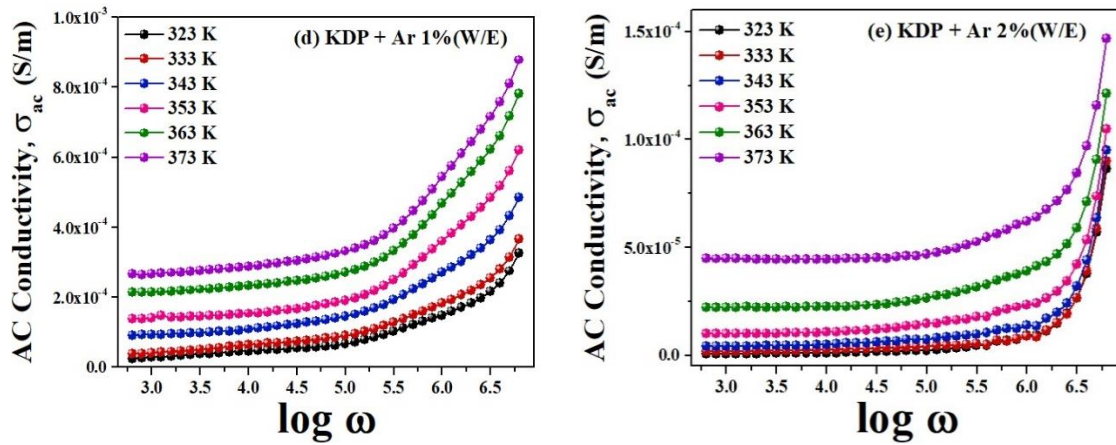 AC Conductivity, σac (S/m)
1.0x10⁻³
8.0x10⁻⁴
6.0x10⁻⁴
4.0x10⁻⁴
2.0x10⁻⁴
0.0
323 K
333 K
343 K
353 K
363 K
373 K
(d) KDP + Ar 1%(W/E)
3.0 3.5 4.0 4.5 5.0 5.5 6.0 6.5
log ω
AC Conductivity, σac (S/m)
1.5x10⁻⁴
1.0x10⁻⁴
5.0x10⁻⁵
0.0
323 K
333 K
343 K
353 K
363 K
373 K
(e) KDP + Ar 2%(W/E)
3.0 3.5 4.0 4.5 5.0 5.5 6.0 6.5
log ω